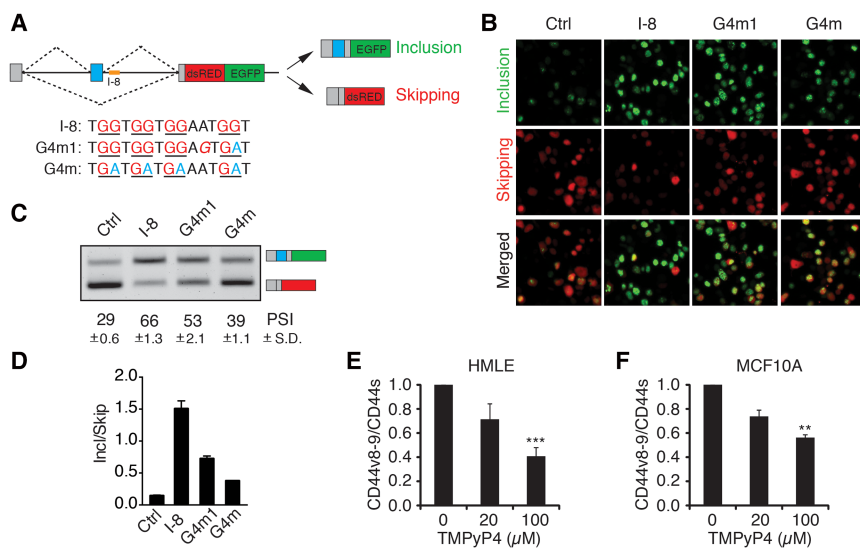 A
I-8
dsRED EGFP
EGFP Inclusion
dsRED Skipping
I-8: TGGTGGTGGAATGGT
G4m1: TGGTGGTGGAGTGAT
G4m: TGATGATGAAATGAT
B
Ctrl I-8 G4m1 G4m
Inclusion
Skipping
Merged
C
Ctrl I-8 G4m1 G4m
29 66 53 39 PSI
±0.6 ±1.3 ±2.1 ±1.1 ± S.D.
D
Incl/Skip
2.0
1.5
1.0
0.5
0.0
Ctrl I-8 G4m1 G4m
E
HMLE
CD44v8-9/CD44s
1.0
0.8
0.6
0.4
0.2
0.0
***
0 20 100
TMPyP4 (µM)
F
MCF10A
CD44v8-9/CD44s
1.0
0.8
0.6
0.4
0.2
0.0
**
0 20 100
TMPyP4 (µM)